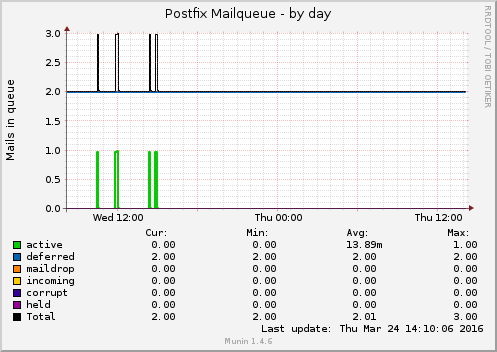 Postfix Mailqueue - by day
RRDTOOL / TOBI OETIKER
Mails in queue
3.0
2.5
2.0
1.5
1.0
0.5
0.0
Wed 12:00 Thu 00:00 Thu 12:00
Cur: Min: Avg: Max:
active 0.00 0.00 13.89m 1.00
deferred 2.00 2.00 2.00 2.00
maildrop 0.00 0.00 0.00 0.00
incoming 0.00 0.00 0.00 0.00
corrupt 0.00 0.00 0.00 0.00
held 0.00 0.00 0.00 0.00
Total 2.00 2.00 2.01 3.00
Last update: Thu Mar 24 14:10:06 2016
Munin 1.4.6